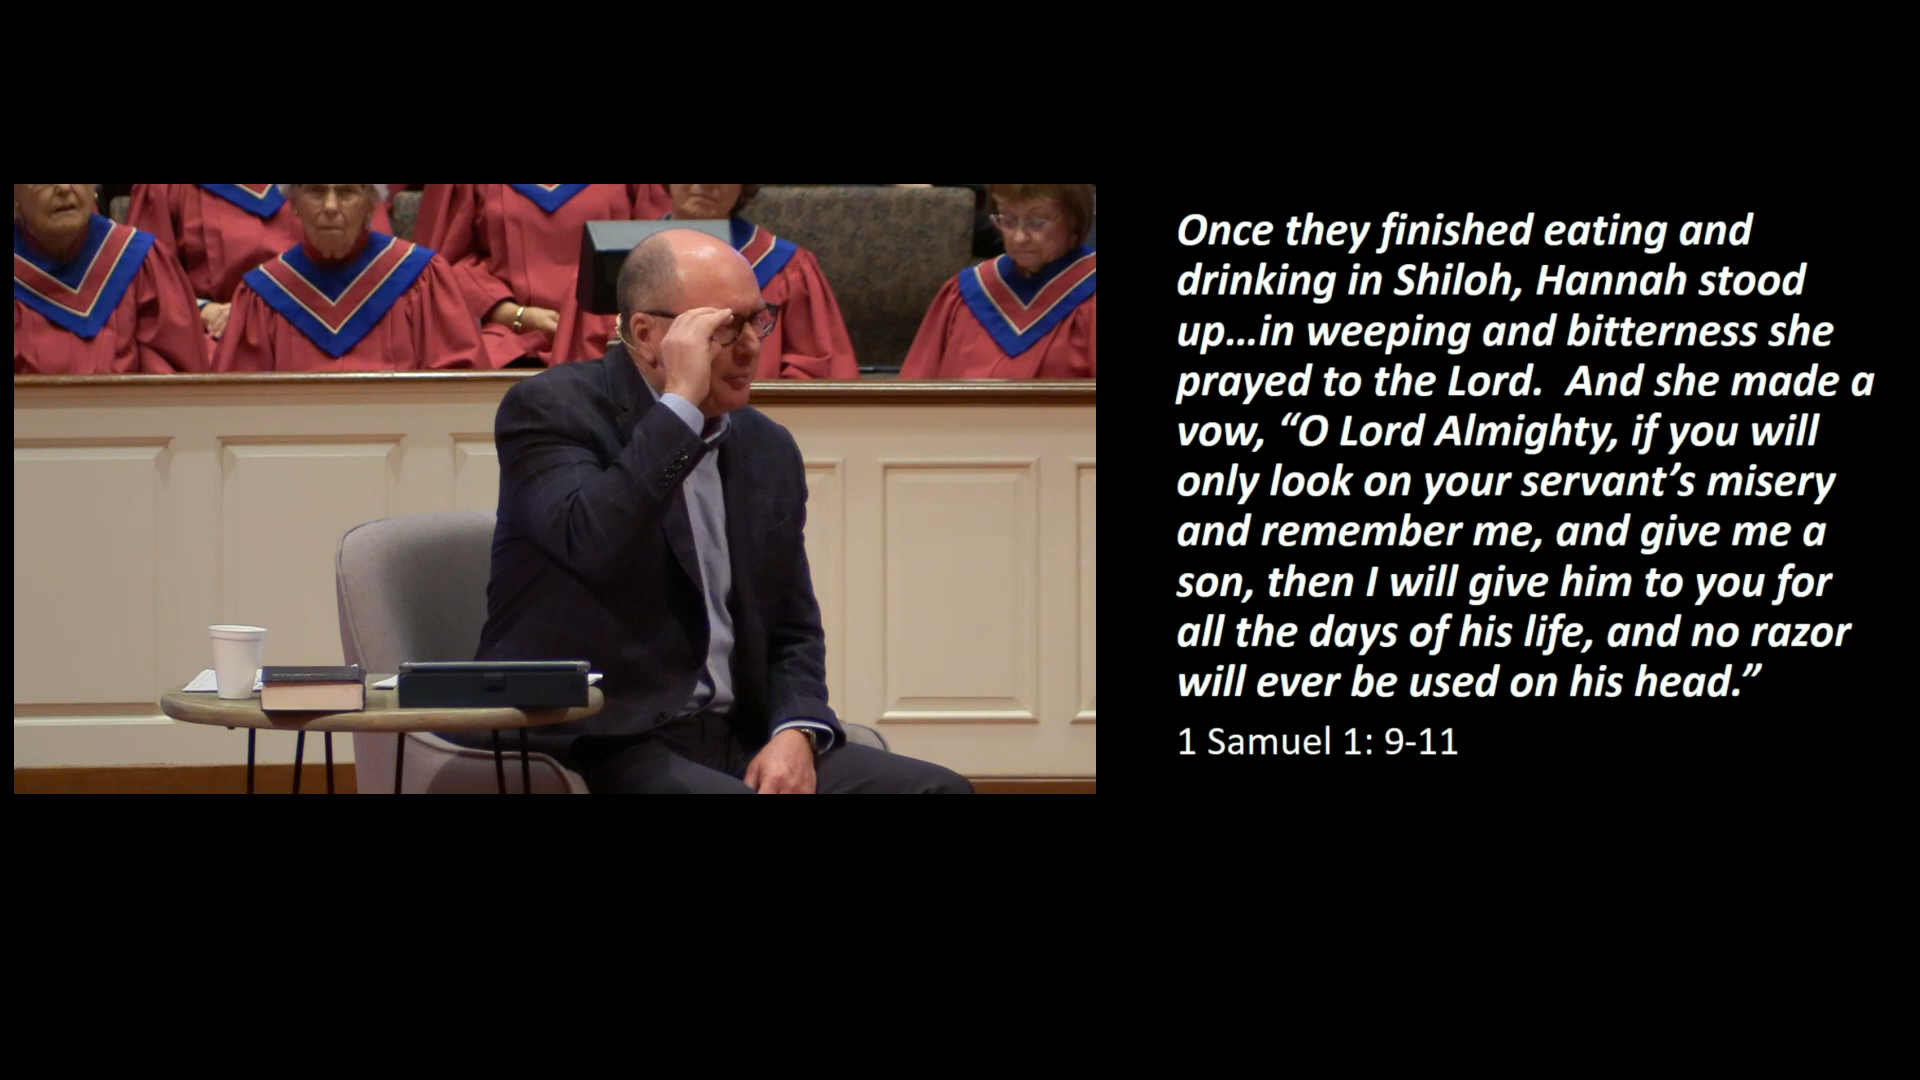 Once they finished eating and
drinking in Shiloh, Hannah stood
up...in weeping and bitterness she
prayed to the Lord.  And she made a
vow, “O Lord Almighty, if you will
only look on your servant’s misery
and remember me, and give me a
son, then I will give him to you for
all the days of his life, and no razor
will ever be used on his head.”
1 Samuel 1: 9-11